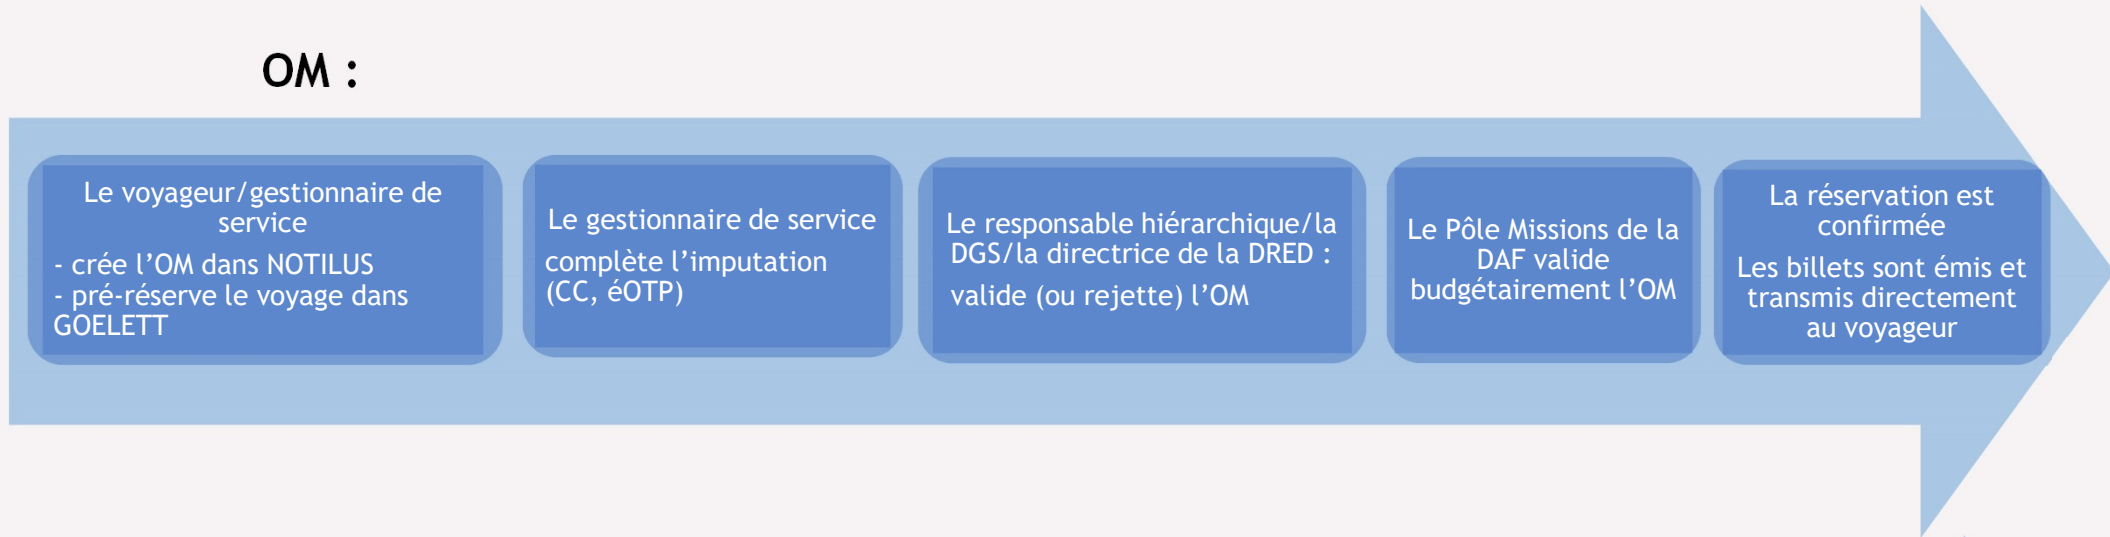 OM :
Le voyageur/gestionnaire de
service
- crée l’OM dans NOTILUS
- pré-réserve le voyage dans
GOELETT
Le gestionnaire de service
complète l’imputation
(CC, éOTP)
Le responsable hiérarchique/la
DGS/la directrice de la DRED :
valide (ou rejette) l’OM
Le Pôle Missions de la
DAF valide
budgétairement l’OM
La réservation est
confirmée
Les billets sont émis et
transmis directement
au voyageur